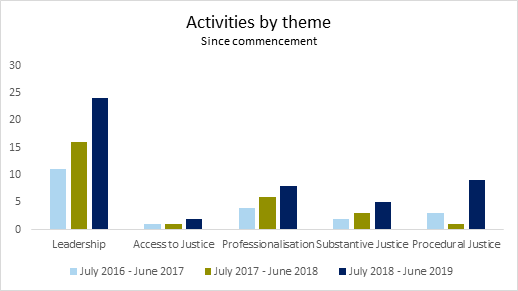 Activities by theme
Since commencement
30
25
20
15
10
5
0
Leadership Access to Justice Professionalisation Substantive Justice Procedural Justice
July 2016 - June 2017 July 2017 - June 2018 July 2018 - June 2019